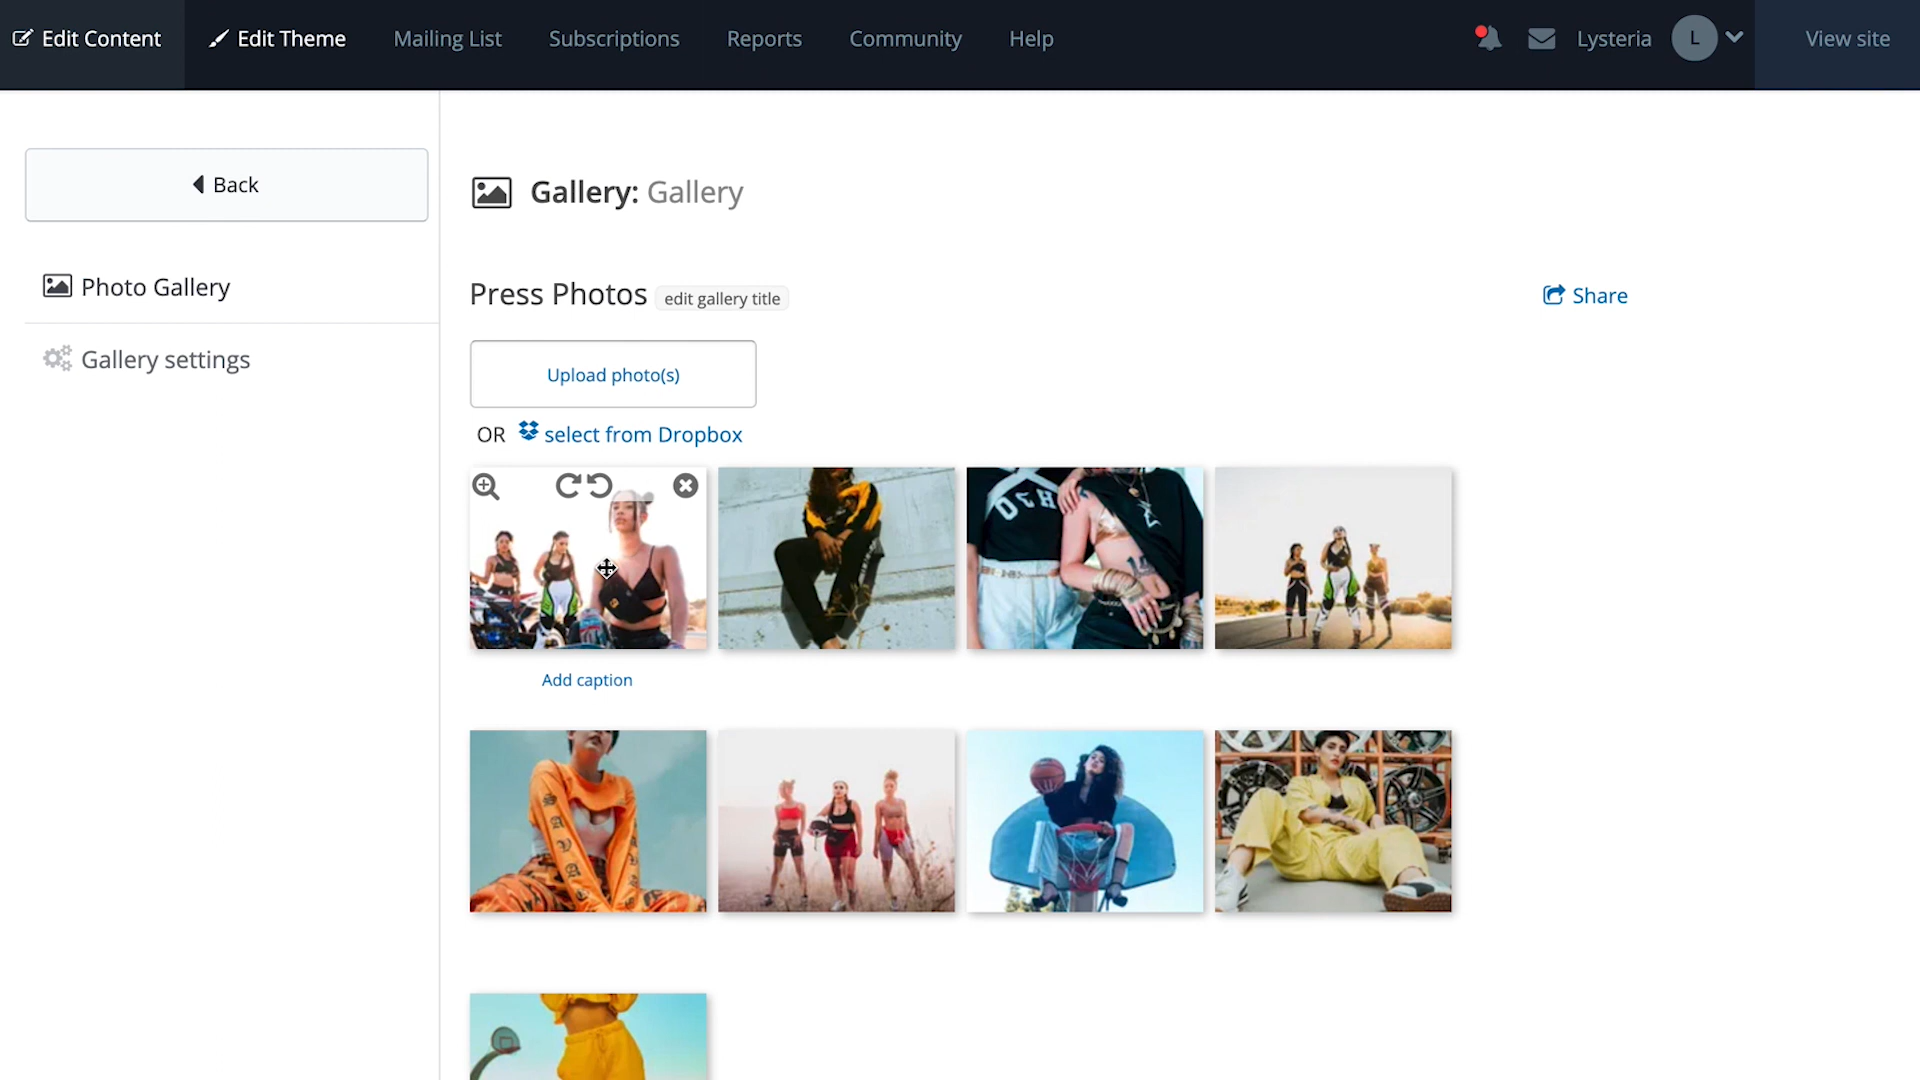 Edit Content
Edit Theme
Mailing List
Subscriptions
Reports
Community
Help
Lysteria
L
View site
Back
Photo Gallery
Gallery settings
Gallery: Gallery
Press Photos
edit gallery title
Share
Upload photo(s)
OR select from Dropbox
Add caption